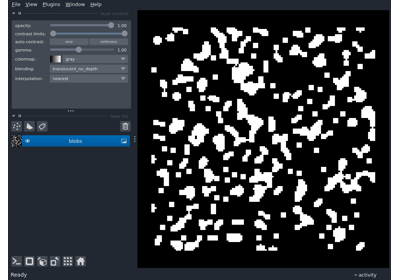 File View Plugins Window Help
opacity: 1.00
contrast limits:
auto-contrast: once continuous
gamma: 1.00
colormap: gray
blending: translucent_no_depth
interpolation: nearest
blobs
Ready
activity